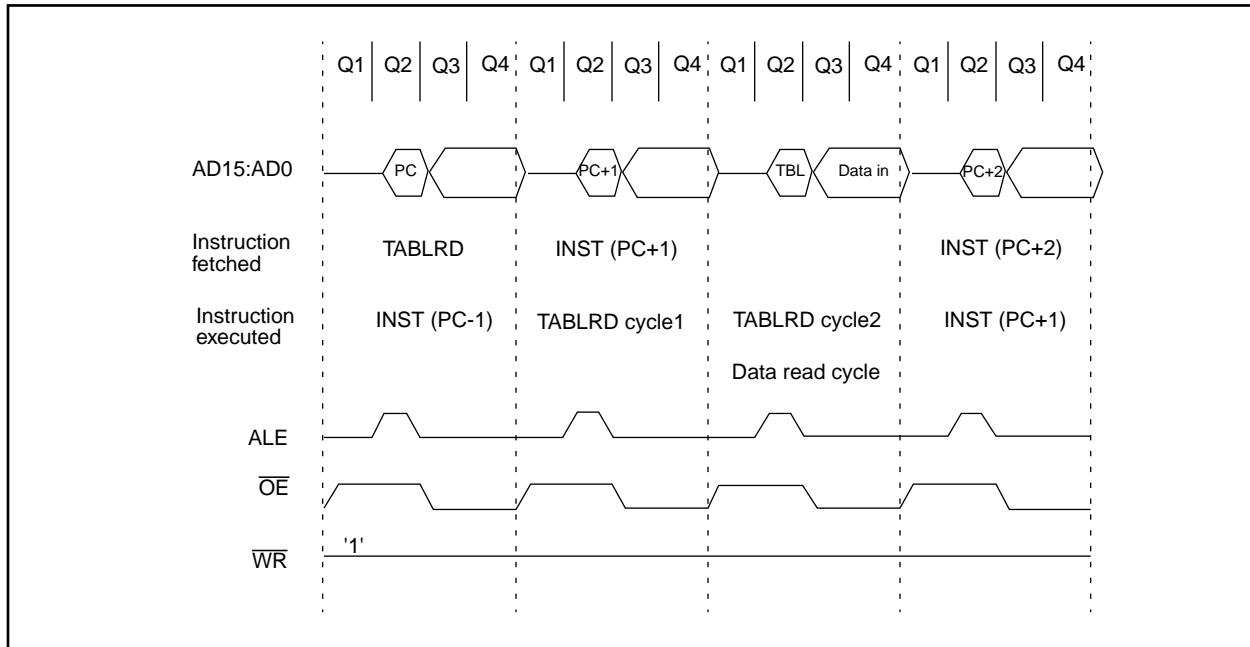 Q1 Q2 Q3 Q4 Q1 Q2 Q3 Q4 Q1 Q2 Q3 Q4 Q1 Q2 Q3 Q4
AD15:AD0 PC PC+1 TBL Data in PC+2
Instruction
fetched
TABLRD INST (PC+1) INST (PC+2)
Instruction
executed
INST (PC-1) TABLRD cycle1 TABLRD cycle2 INST (PC+1)
Data read cycle
ALE
OE
WR '1'